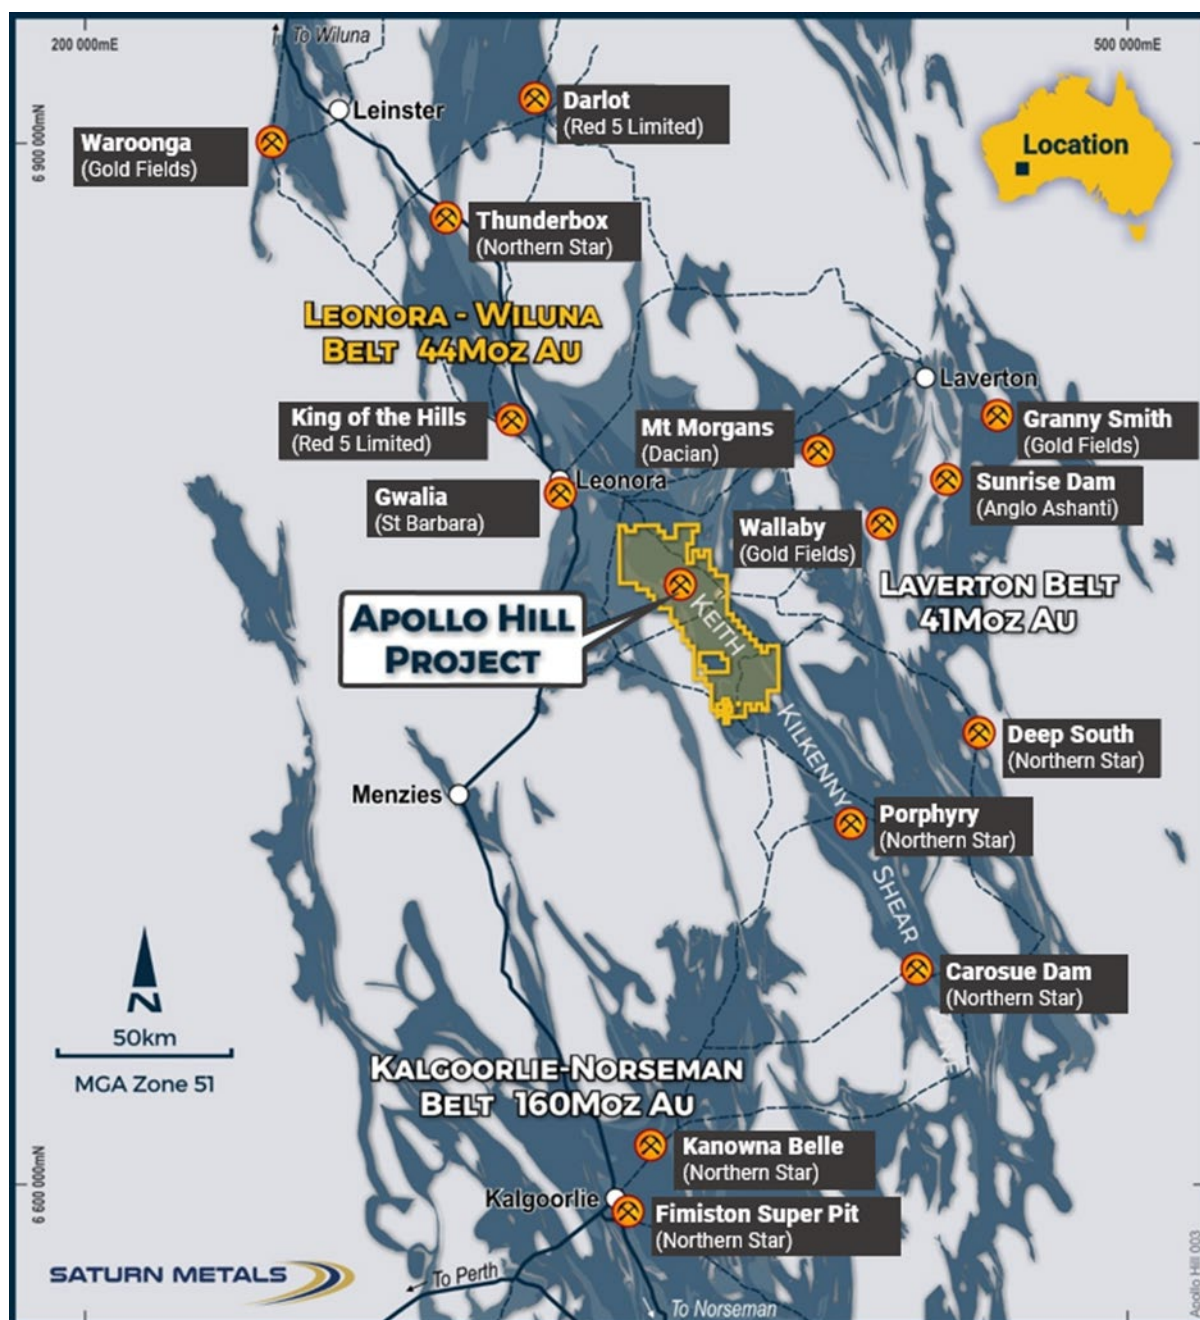 200 000mE
To Wiluna
500 000mE
6 900 000mN
Leinster
Darlot
(Red 5 Limited)
Waroonga
(Gold Fields)
Location
Thunderbox
(Northern Star)
LEONORA - WILUNA
BELT 44MOZ AU
Laverton
King of the Hills
(Red 5 Limited)
Mt Morgans
(Dacian)
Granny Smith
(Gold Fields)
Leonora
Gwalia
(St Barbara)
Sunrise Dam
(Anglo Ashanti)
Wallaby
(Gold Fields)
LAVERTON BELT
41MOZ AU
APOLLO HILL
PROJECT
KEITH
KILKENNY
SHEAR
Deep South
(Northern Star)
Menzies
Porphyry
(Northern Star)
Carosue Dam
(Northern Star)
N
50km
MGA Zone 51
KALGOORLIE-NORSEMAN
BELT 160MOZ AU
Kanowna Belle
(Northern Star)
6 600 000mN
Kalgoorlie
Fimiston Super Pit
(Northern Star)
SATURN METALS
To Perth
To Norseman
Apollo Hill 003